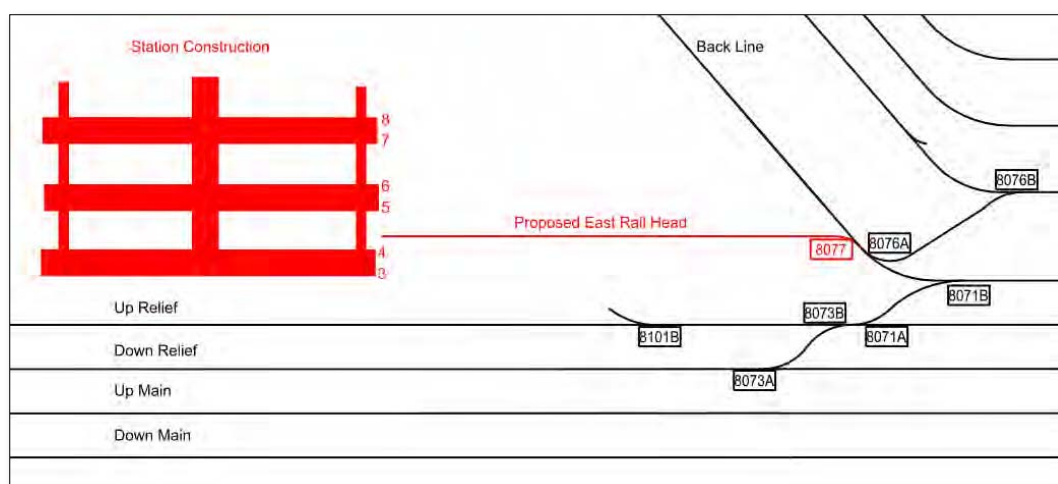 Station Construction
Back Line
8
7
6
5
4
3
8076B
Proposed East Rail Head
8077
8076A
8071B
Up Relief
8073B
8101B
8071A
Down Relief
8073A
Up Main
Down Main